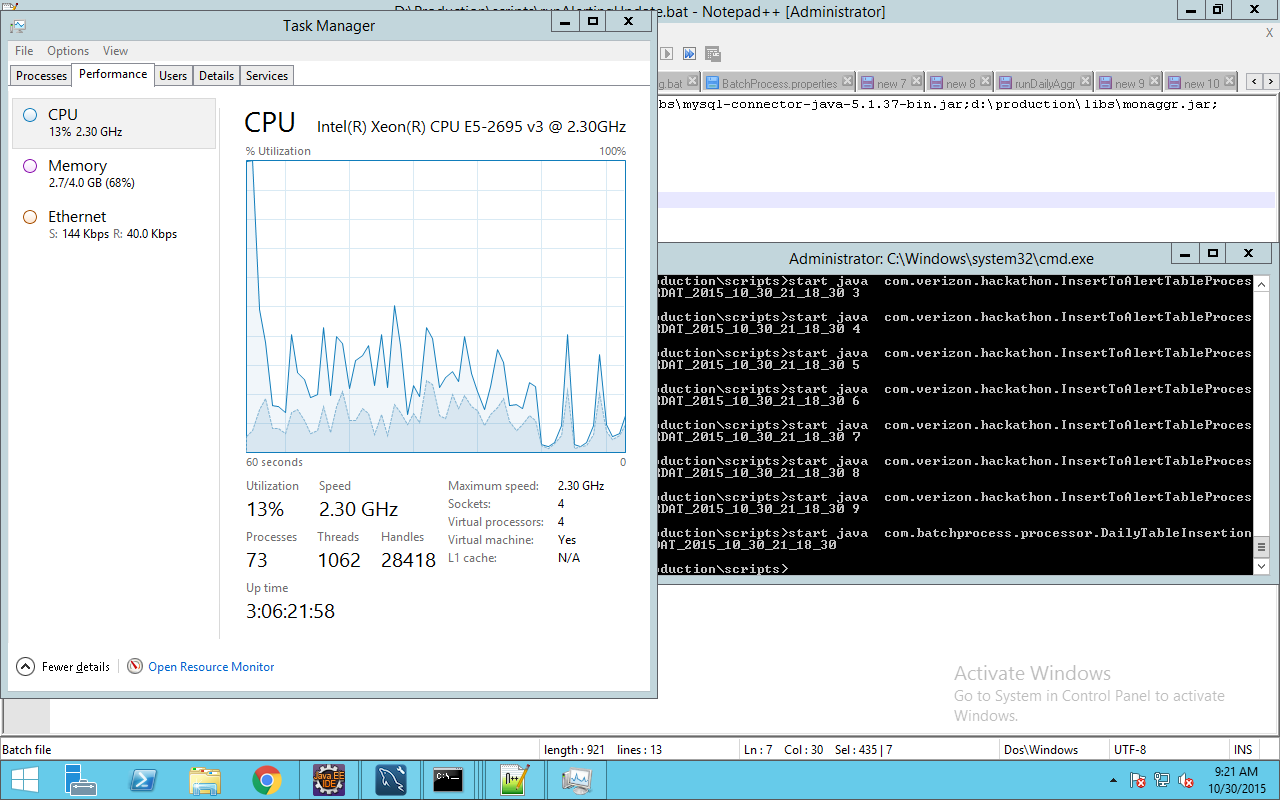 D:\Production\scripts\runAlertingUpdate.bat - Notepad++ [Administrator]
Task Manager
File Options View
Processes Performance Users Details Services
CPU
13% 2.30 GHz
Memory
2.7/4.0 GB (68%)
Ethernet
S: 144 Kbps R: 40.0 Kbps
CPU Intel(R) Xeon(R) CPU E5-2695 v3 @ 2.30GHz
% Utilization 100%
60 seconds 0
Utilization Speed
13% 2.30 GHz
Processes Threads Handles
73 1062 28418
Up time
3:06:21:58
Maximum speed: 2.30 GHz
Sockets: 4
Virtual processors: 4
Virtual machine: Yes
L1 cache: N/A
Fewer details Open Resource Monitor
X
g.bat BatchProcess.properties new 7 new 8 runDailyAggr new 9 new 10
bs\mysql-connector-java-5.1.37-bin.jar;d:\production\libs\monaggr.jar;
Administrator: C:\Windows\system32\cmd.exe
duction\scripts>start java  com.verizon.hackathon.InsertToAlertTableProces
RDAT_2015_10_30_21_18_30 3
oduction\scripts>start java  com.verizon.hackathon.InsertToAlertTableProces
RDAT_2015_10_30_21_18_30 4
oduction\scripts>start java  com.verizon.hackathon.InsertToAlertTableProces
RDAT_2015_10_30_21_18_30 5
oduction\scripts>start java  com.verizon.hackathon.InsertToAlertTableProces
RDAT_2015_10_30_21_18_30 6
oduction\scripts>start java  com.verizon.hackathon.InsertToAlertTableProces
RDAT_2015_10_30_21_18_30 7
oduction\scripts>start java  com.verizon.hackathon.InsertToAlertTableProces
RDAT_2015_10_30_21_18_30 8
oduction\scripts>start java  com.verizon.hackathon.InsertToAlertTableProces
RDAT_2015_10_30_21_18_30 9
oduction\scripts>start java  com.batchprocess.processor.DailyTableInsertion
DAT_2015_10_30_21_18_30
oduction\scripts>
Activate Windows
Go to System in Control Panel to activate
Windows.
Batch file length : 921 lines : 13 Ln : 7 Col : 30 Sel : 435 | 7 Dos\Windows UTF-8 INS
Java EE
IDE
C:\_
N++
9:21 AM
10/30/2015